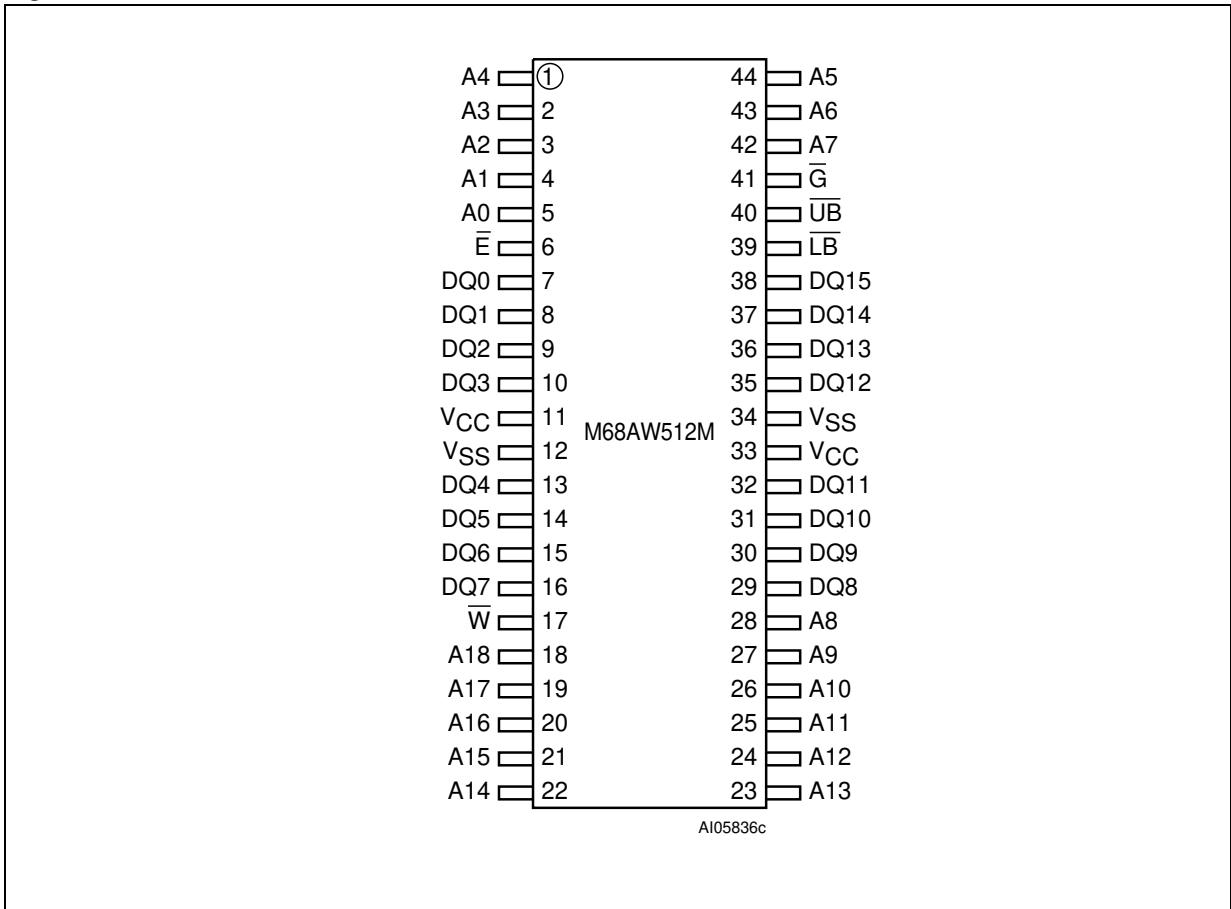 A4 1 44 A5
A3 2 43 A6
A2 3 42 A7
A1 4 41 G̅
A0 5 40 U̅B̅
E̅ 6 39 L̅B̅
DQ0 7 38 DQ15
DQ1 8 37 DQ14
DQ2 9 36 DQ13
DQ3 10 35 DQ12
VCC 11 34 VSS
M68AW512M
VSS 12 33 VCC
DQ4 13 32 DQ11
DQ5 14 31 DQ10
DQ6 15 30 DQ9
DQ7 16 29 DQ8
W̅ 17 28 A8
A18 18 27 A9
A17 19 26 A10
A16 20 25 A11
A15 21 24 A12
A14 22 23 A13
AI05836c